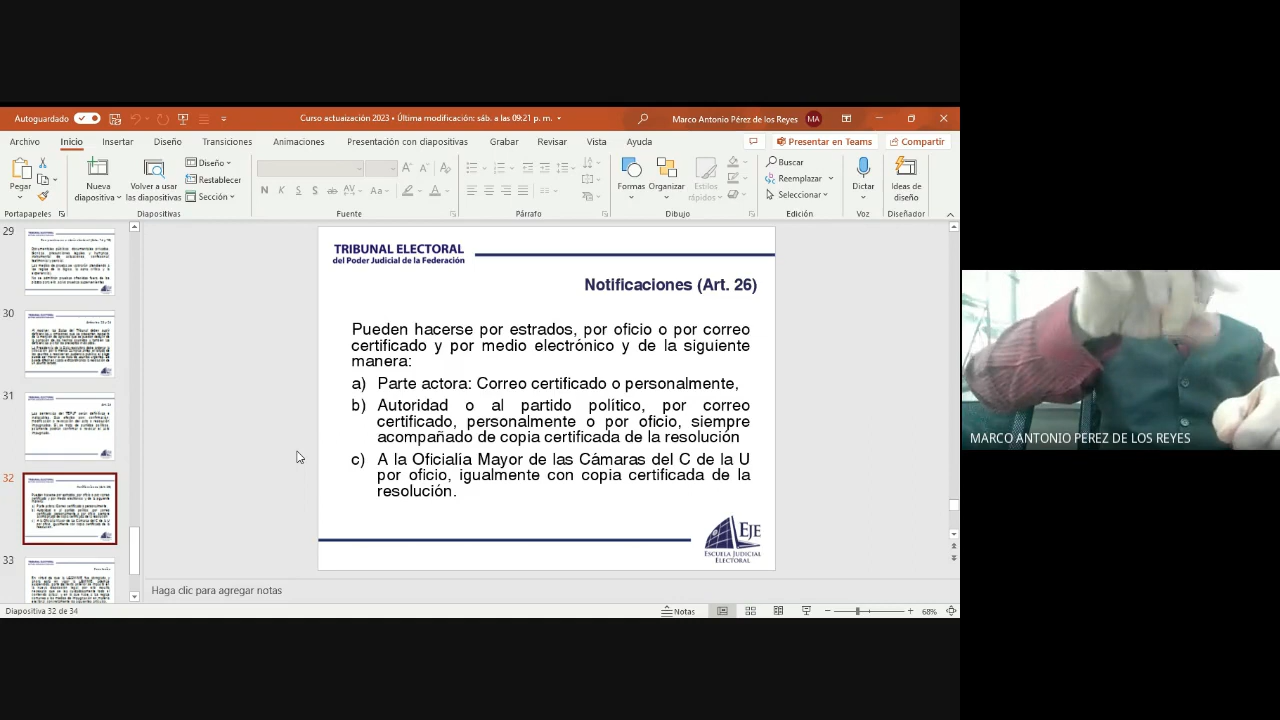 Autoguardado
Curso actuaización 2023 • Última modificación: sáb. a las 09:21 p. m.
Marco Antonio Pérez de los Reyes
MA
Archivo Inicio Insertar Diseño Transiciones Animaciones Presentación con diapositivas Grabar Revisar Vista Ayuda
Presentar en Teams
Compartir
Pegar
Nueva diapositiva
Volver a usar las diapositivas
Diseño
Restablecer
Sección
N K S S ab AV Aa A
Formas
Organizar
Estilos rápidos
Buscar
Reemplazar
Seleccionar
Dictar
Ideas de diseño
Portapapeles
Diapositivas
Fuente
Párrafo
Dibujo
Edición
Voz
Diseñador
29
30
31
32
33
TRIBUNAL ELECTORAL
del Poder Judicial de la Federación
Notificaciones (Art. 26)
Pueden hacerse por estrados, por oficio o por correo
certificado y por medio electrónico y de la siguiente
manera:
a) Parte actora: Correo certificado o personalmente,
b) Autoridad o al partido político, por correo
certificado, personalmente o por oficio, siempre
acompañado de copia certificada de la resolución
c) A la Oficialía Mayor de las Cámaras del C de la U
por oficio, igualmente con copia certificada de la
resolución.
EJE
ESCUELA JUDICIAL
ELECTORAL
Haga clic para agregar notas
Diapositiva 32 de 34
Notas
68%
MARCO ANTONIO PEREZ DE LOS REYES